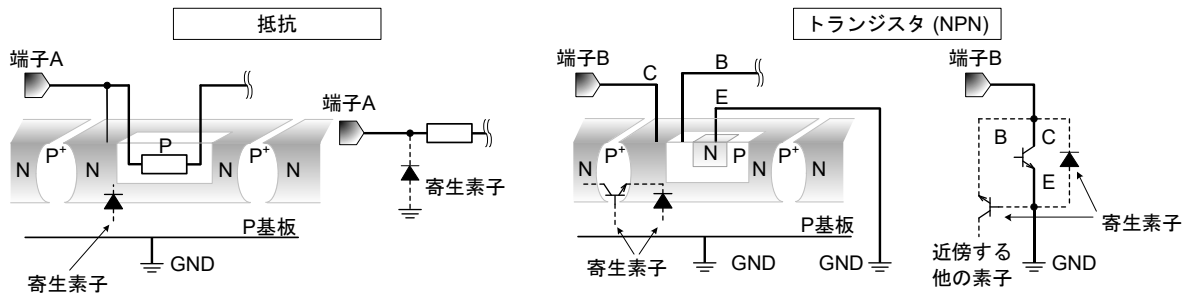 抵抗
端子A
P
N
P+
N
N
P+
N
P基板
GND
寄生素子
端子A
寄生素子
トランジスタ (NPN)
端子B
C
B
E
N
P+
N
N
P
N
P+
N
P基板
GND
GND
寄生素子
端子B
B
C
E
寄生素子
近傍する
他の素子
GND